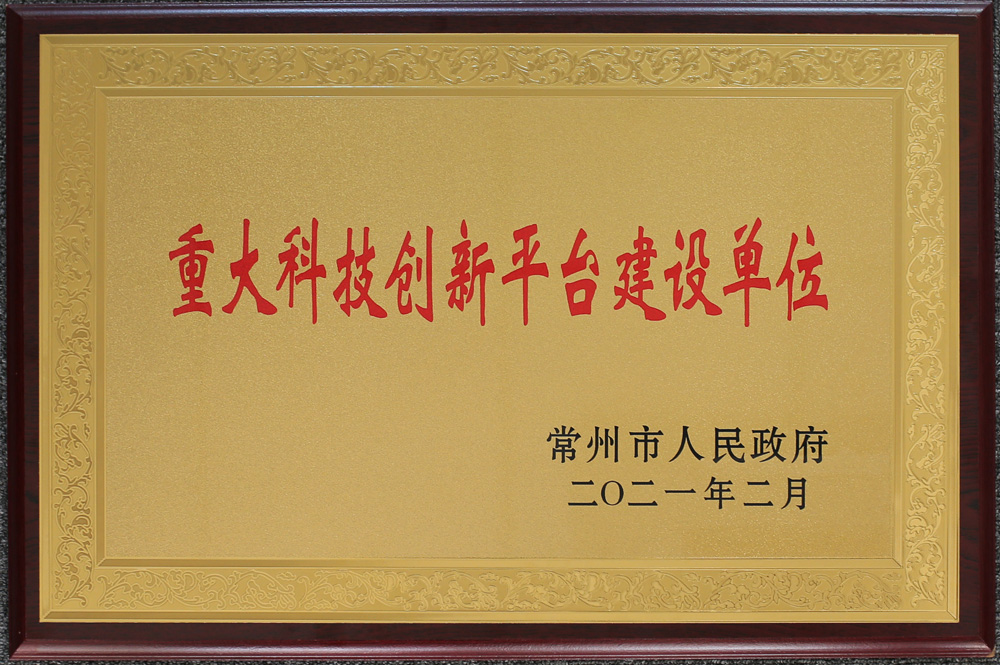 重大科技创新平台建设单位
常州市人民政府
二〇二一年二月